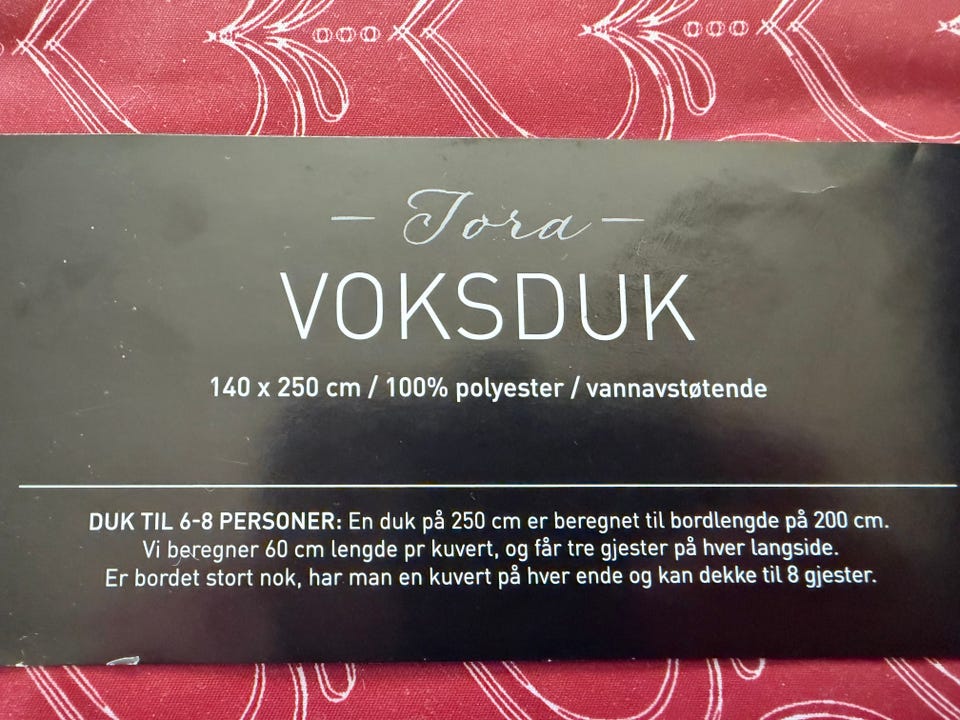 – Tora –
VOKSDUK
140 x 250 cm / 100% polyester / vannavstøtende
DUK TIL 6-8 PERSONER: En duk på 250 cm er beregnet til bordlengde på 200 cm.
Vi beregner 60 cm lengde pr kuvert, og får tre gjester på hver langside.
Er bordet stort nok, har man en kuvert på hver ende og kan dekke til 8 gjester.